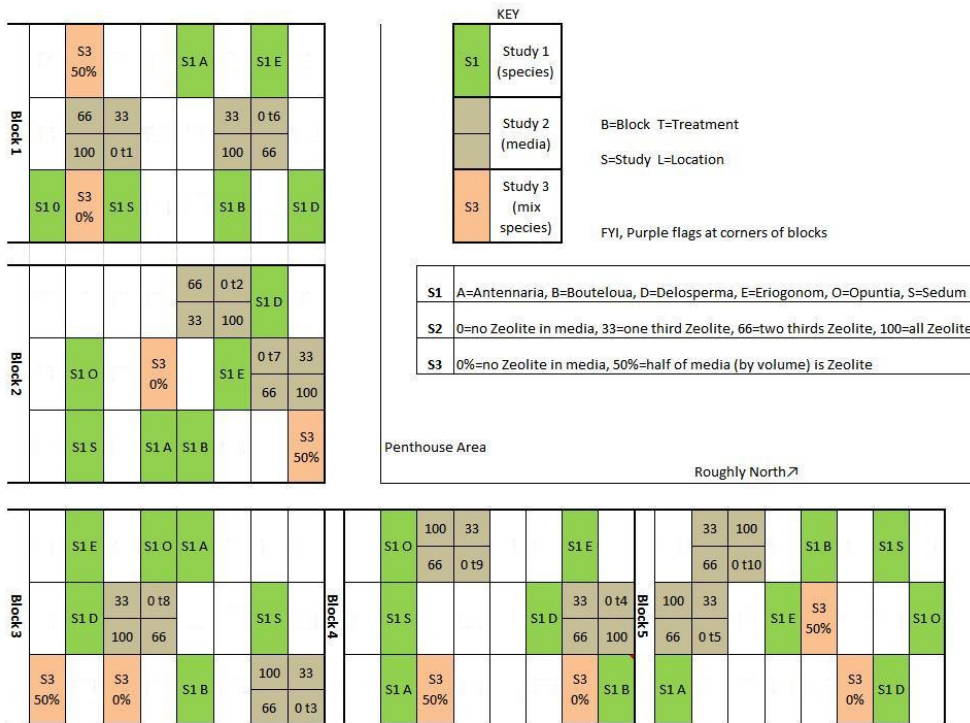 KEY
Block 1
S3 50%
S1 A
S1 E
66 33
33 0 t6
100 0 t1
100 66
S1 0
S3 0%
S1 S
S1 B
S1 D
S1
Study 1 (species)
Study 2 (media)
S3
Study 3 (mix species)
B=Block T=Treatment
S=Study L=Location
FYI, Purple flags at corners of blocks
S1 A=Antennaria, B=Bouteloua, D=Delosperma, E=Eriogonom, O=Opuntia, S=Sedum
S2 0=no Zeolite in media, 33=one third Zeolite, 66=two thirds Zeolite, 100=all Zeolite
S3 0%=no Zeolite in media, 50%=half of media (by volume) is Zeolite
Penthouse Area
Roughly North↗
Block 2
66 0 t2
S1 D
33 100
S1 O
S3 0%
S1 E
0 t7 33
66 100
S1 S
S1 A
S1 B
S3 50%
Block 3
S1 E
S1 O
S1 A
S1 D
33 0 t8
100 66
S1 S
S3 50%
S3 0%
S1 B
100 33
66 0 t3
Block 4
S1 O
100 33
66 0 t9
S1 E
S1 S
S1 D
33 0 t4
66 100
S1 A
S3 50%
S3 0%
S1 B
Block 5
33 100
66 0 t10
S1 B
S1 S
100 33
66 0 t5
S1 E
S3 50%
S1 O
S1 A
S3 0%
S1 D